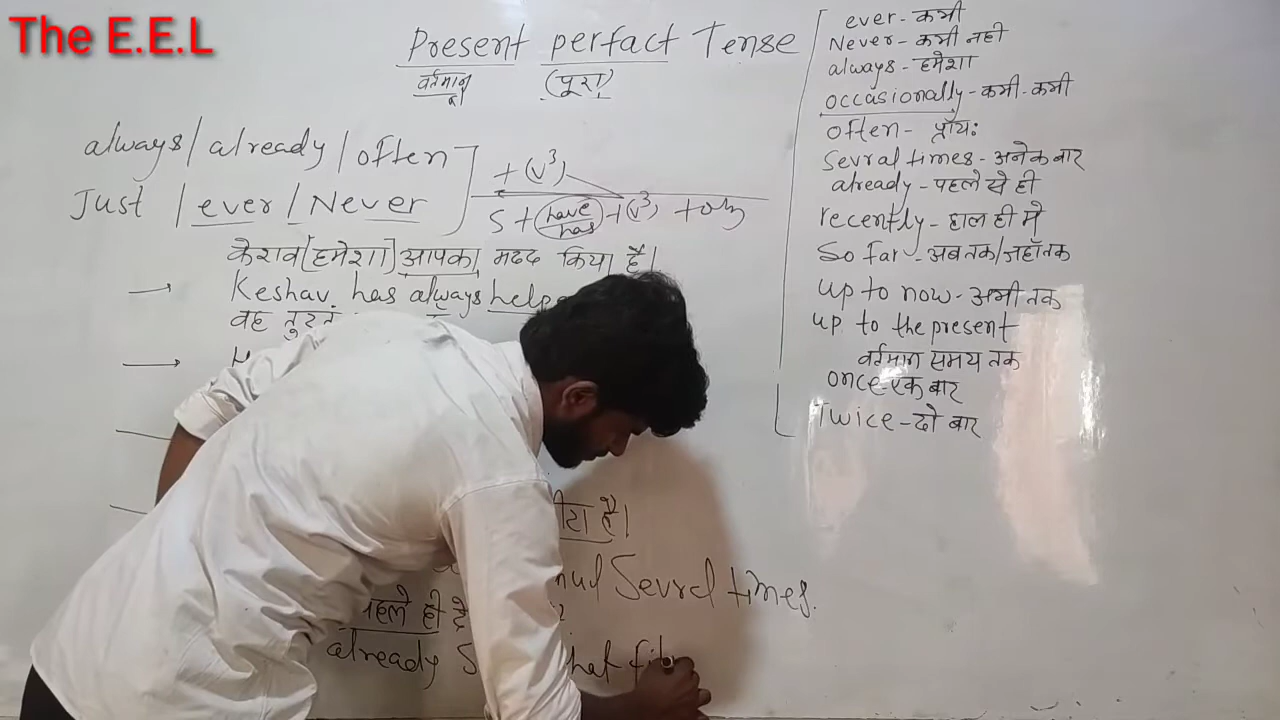 The E.E.L
Present perfact Tense
वर्तमान (पूरा)
always / already / often
Just / ever / Never
+ (v³)
S + have has + (v³) + obj
केशव [हमेशा] आपका मदद किया है।
Keshav has always
वह तुरंत
है।
Sevrl times.
पहले ही
already
ever - कभी
Never - कभी नही
always - हमेशा
occasionally - कभी-कभी
often - प्रॉय:
Sevral times - अनेक बार
already - पहले से ही
recently - हाल ही मे
So far - अब तक/जहाँ तक
up to now - अभी तक
up to the present
वर्तमान समय तक
once - एक बार
Twice - दो बार